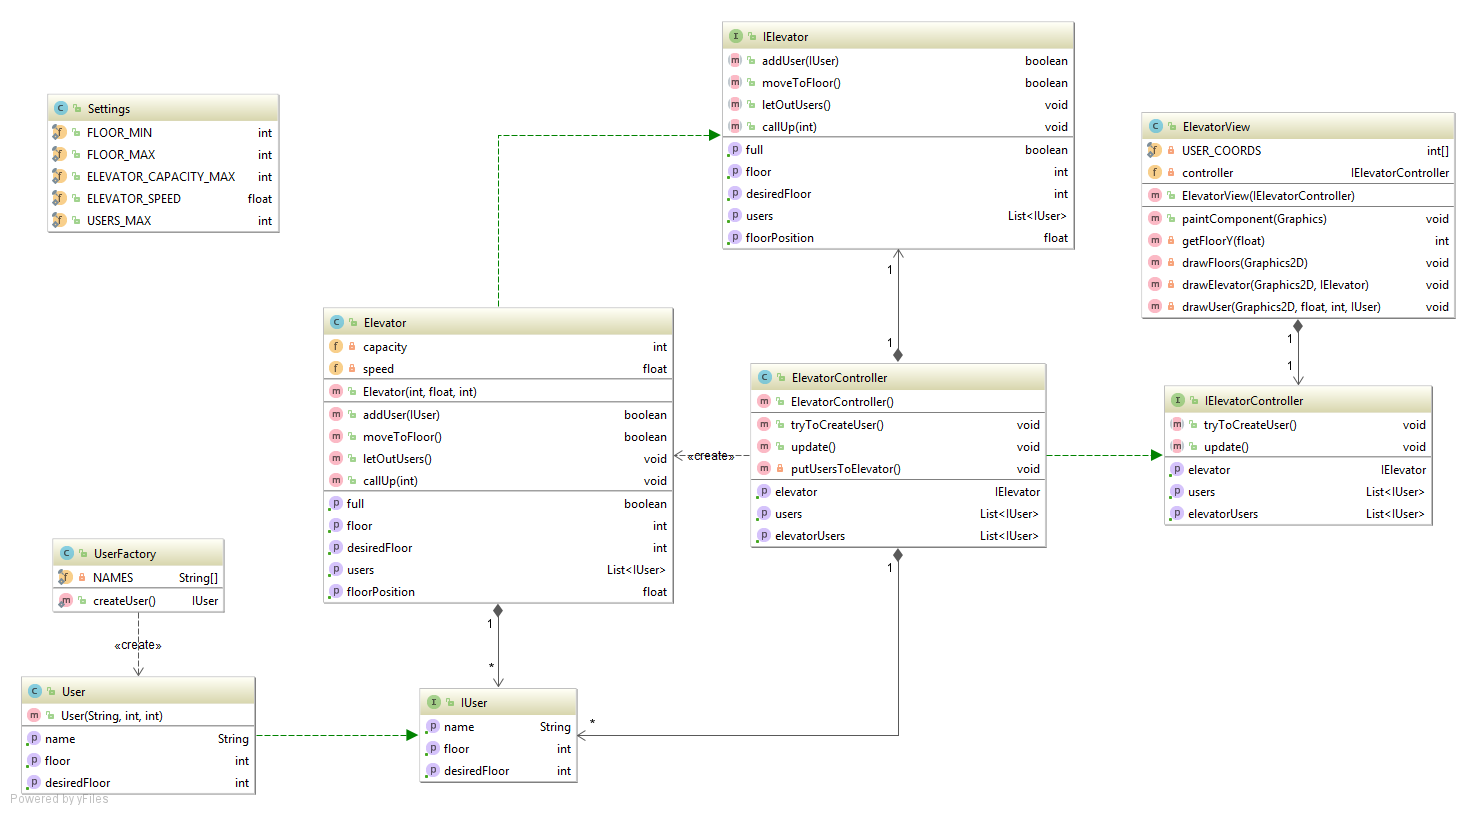 IElevator
addUser(IUser) boolean
moveToFloor() boolean
letOutUsers() void
callUp(int) void
full boolean
floor int
desiredFloor int
users List<IUser>
floorPosition float
Settings
FLOOR_MIN int
FLOOR_MAX int
ELEVATOR_CAPACITY_MAX int
ELEVATOR_SPEED float
USERS_MAX int
ElevatorView
USER_COORDS int[]
controller IElevatorController
ElevatorView(IElevatorController)
paintComponent(Graphics) void
getFloorY(float) int
drawFloors(Graphics2D) void
drawElevator(Graphics2D, IElevator) void
drawUser(Graphics2D, float, int, IUser) void
1
1
1
1
Elevator
capacity int
speed float
Elevator(int, float, int)
addUser(IUser) boolean
moveToFloor() boolean
letOutUsers() void
callUp(int) void
full boolean
floor int
desiredFloor int
users List<IUser>
floorPosition float
«create»
ElevatorController
ElevatorController()
tryToCreateUser() void
update() void
putUsersToElevator() void
elevator IElevator
users List<IUser>
elevatorUsers List<IUser>
IElevatorController
tryToCreateUser() void
update() void
elevator IElevator
users List<IUser>
elevatorUsers List<IUser>
UserFactory
NAMES String[]
createUser() IUser
«create»
1
*
1
*
User
User(String, int, int)
name String
floor int
desiredFloor int
IUser
name String
floor int
desiredFloor int
Powered by yFiles